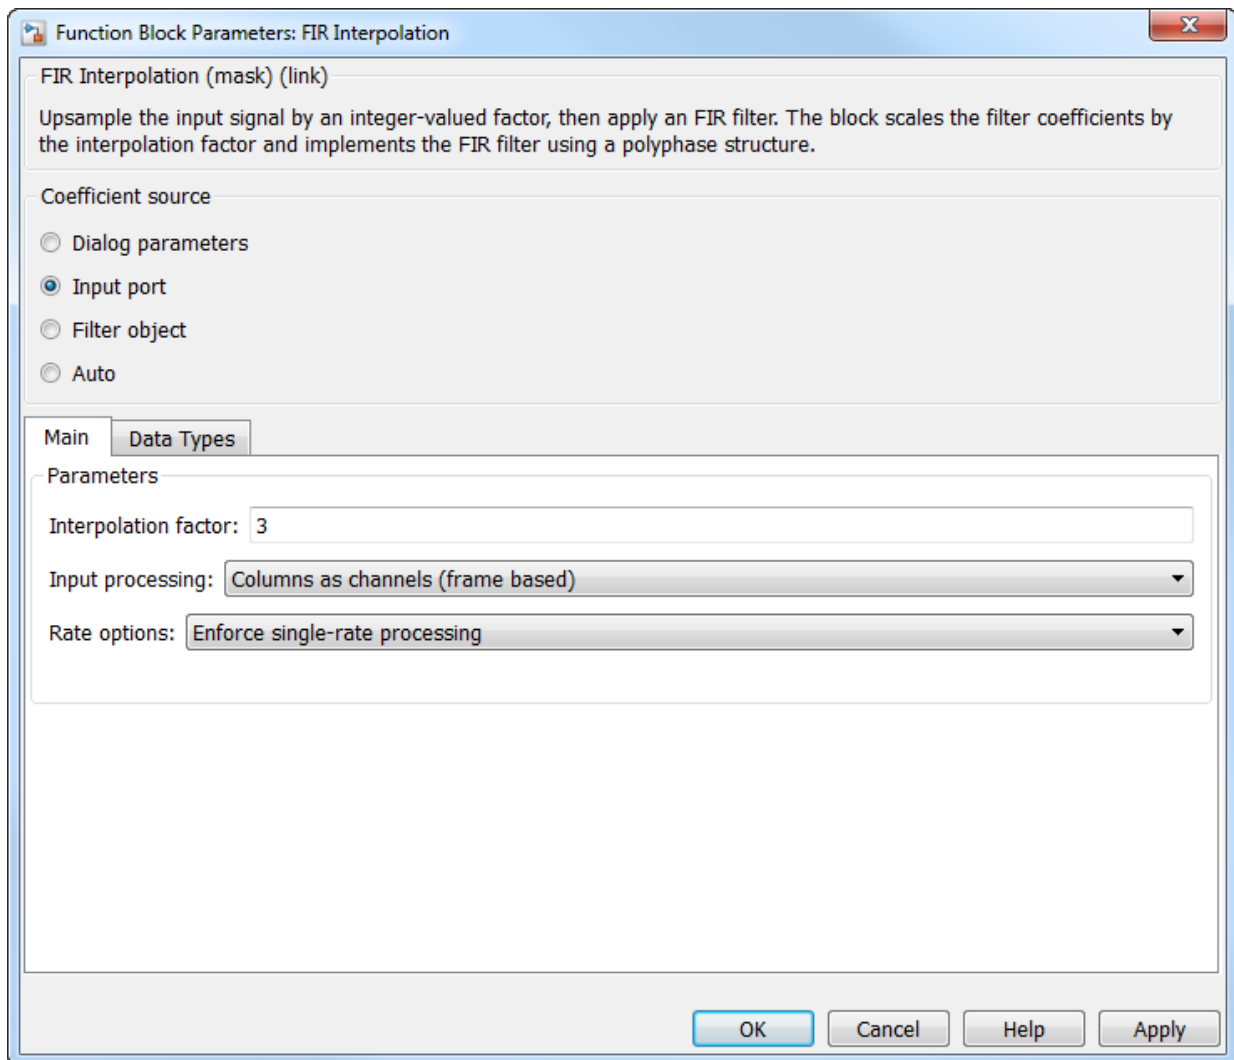 Function Block Parameters: FIR Interpolation
FIR Interpolation (mask) (link)
Upsample the input signal by an integer-valued factor, then apply an FIR filter. The block scales the filter coefficients by
the interpolation factor and implements the FIR filter using a polyphase structure.
Coefficient source
Dialog parameters
Input port
Filter object
Auto
Main Data Types
Parameters
Interpolation factor: 3
Input processing: Columns as channels (frame based)
Rate options: Enforce single-rate processing
OK Cancel Help Apply